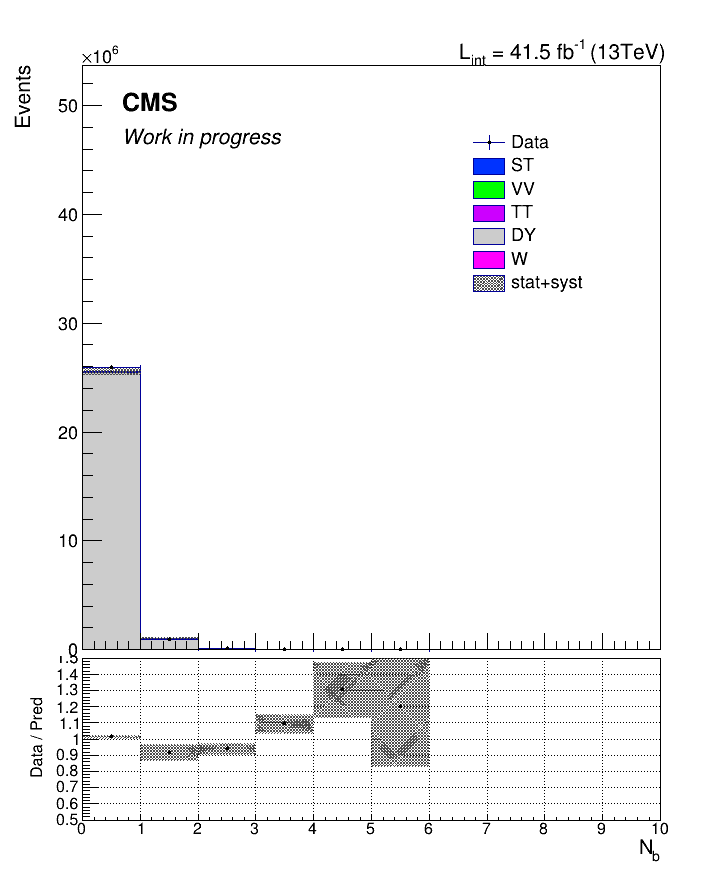 ×10⁶
L_int = 41.5 fb⁻¹ (13TeV)
Events
CMS
Work in progress
Data
ST
VV
TT
DY
W
stat+syst
50
40
30
20
10
0
Data / Pred
1.5
1.4
1.3
1.2
1.1
1
0.9
0.8
0.7
0.6
0.5
0 1 2 3 4 5 6 7 8 9 10
N_b